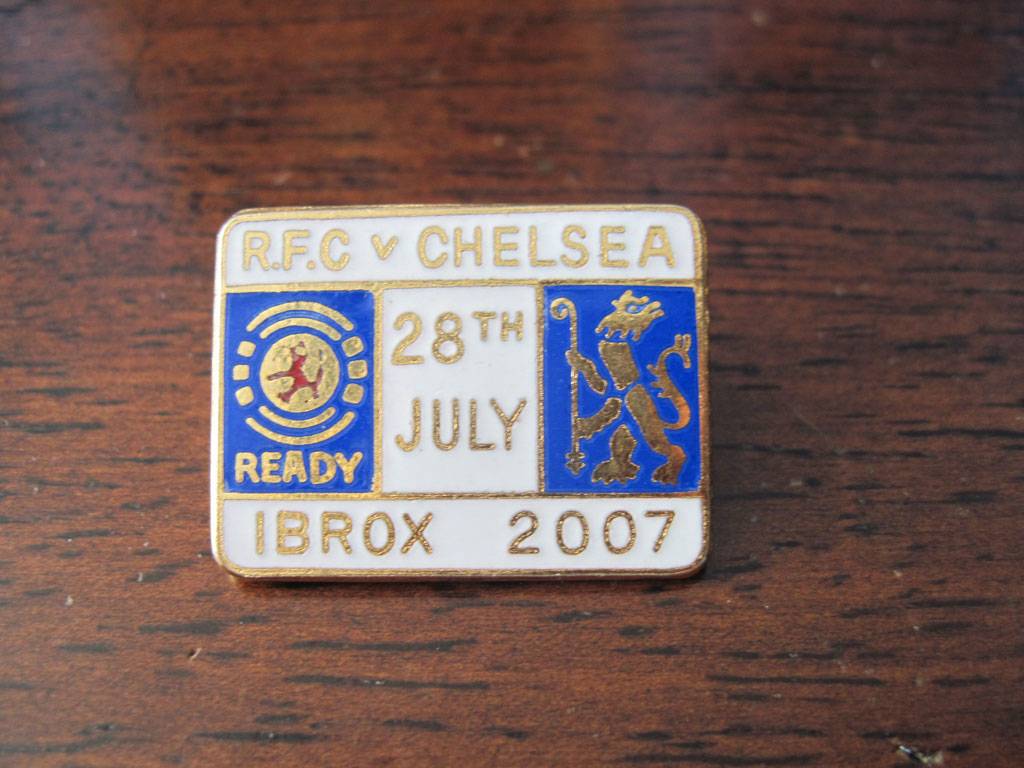 R.F.C v CHELSEA
28TH
JULY
READY
IBROX 2007